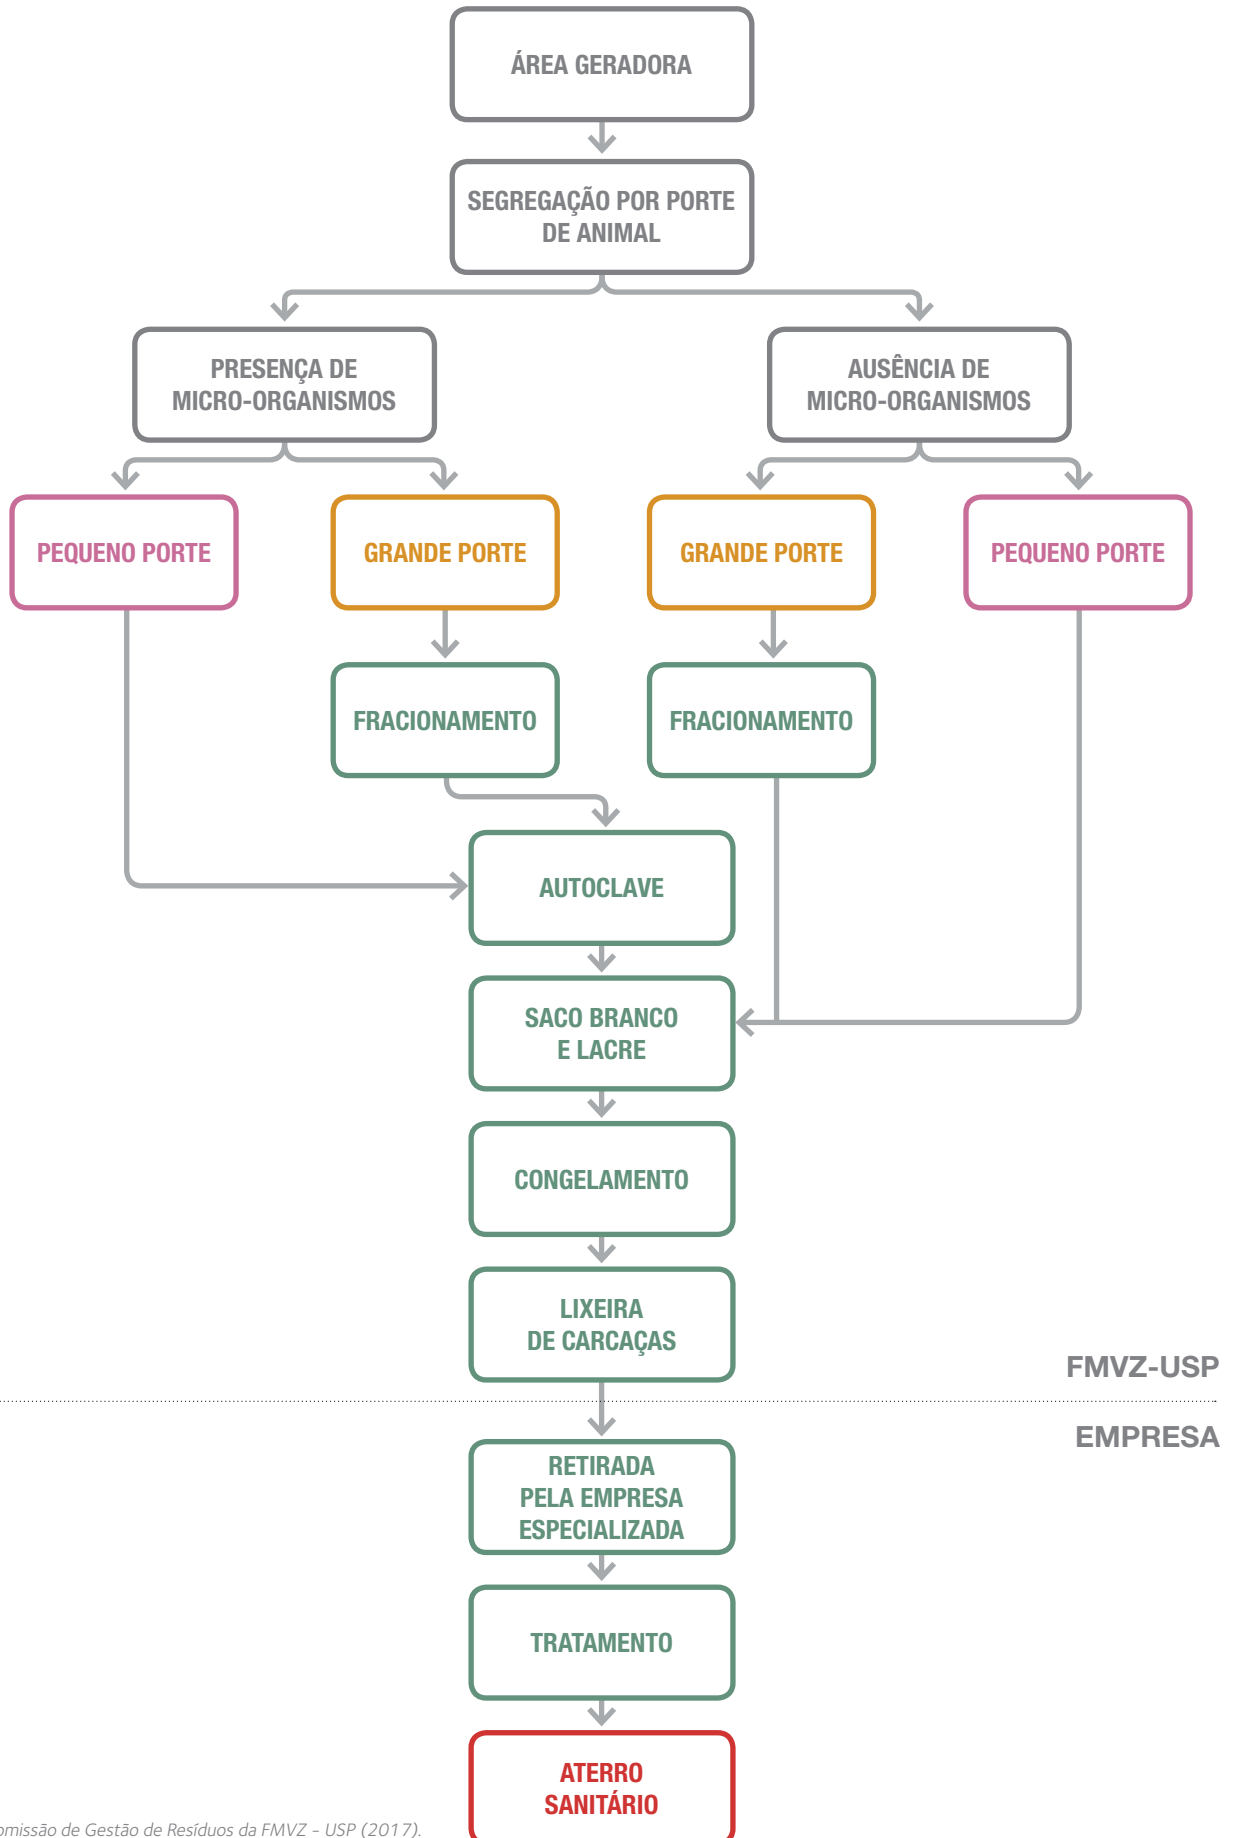 ÁREA GERADORA
SEGREGAÇÃO POR PORTE
DE ANIMAL
PRESENÇA DE
MICRO-ORGANISMOS
AUSÊNCIA DE
MICRO-ORGANISMOS
PEQUENO PORTE
GRANDE PORTE
GRANDE PORTE
PEQUENO PORTE
FRACIONAMENTO
FRACIONAMENTO
AUTOCLAVE
SACO BRANCO
E LACRE
CONGELAMENTO
LIXEIRA
DE CARCAÇAS
FMVZ-USP
EMPRESA
RETIRADA
PELA EMPRESA
ESPECIALIZADA
TRATAMENTO
ATERRO
SANITÁRIO
de Gestão de Resíduos da FMVZ - USP (2017).